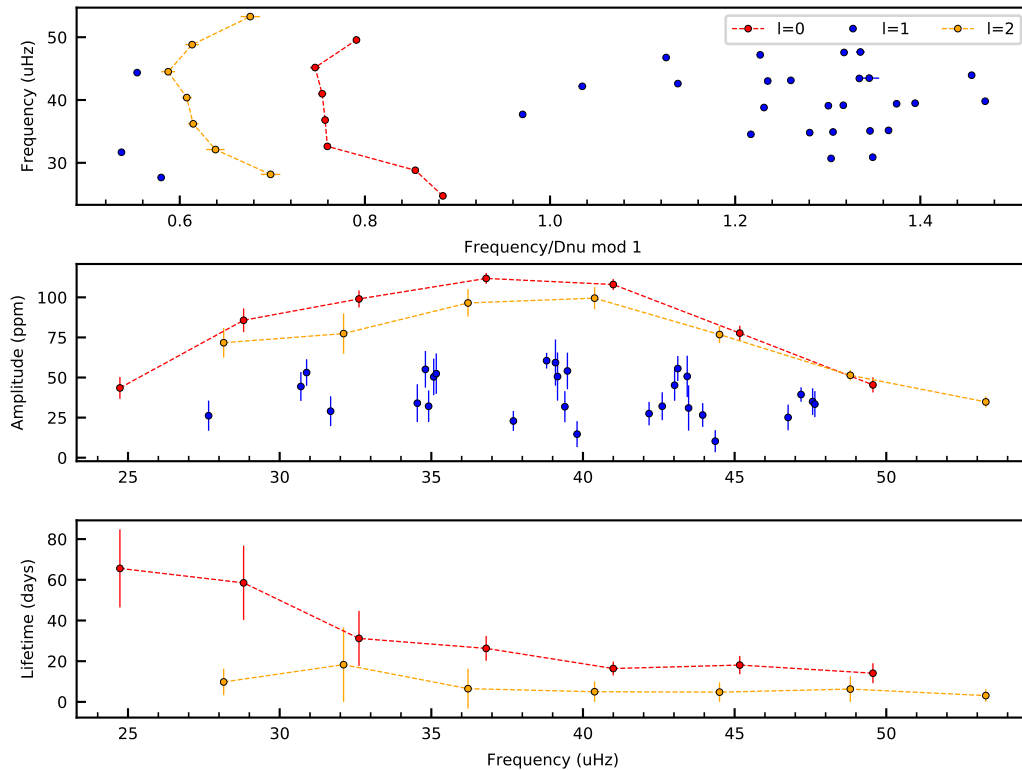 l=0 l=1 l=2
Frequency (uHz)
50
30
0.6 0.8 1.0 1.2 1.4
Frequency/Dnu mod 1
Amplitude (ppm)
100
75
50
25
0
25 30 35 40 45 50
Lifetime (days)
80
60
40
20
0
25 30 35 40 45 50
Frequency (uHz)